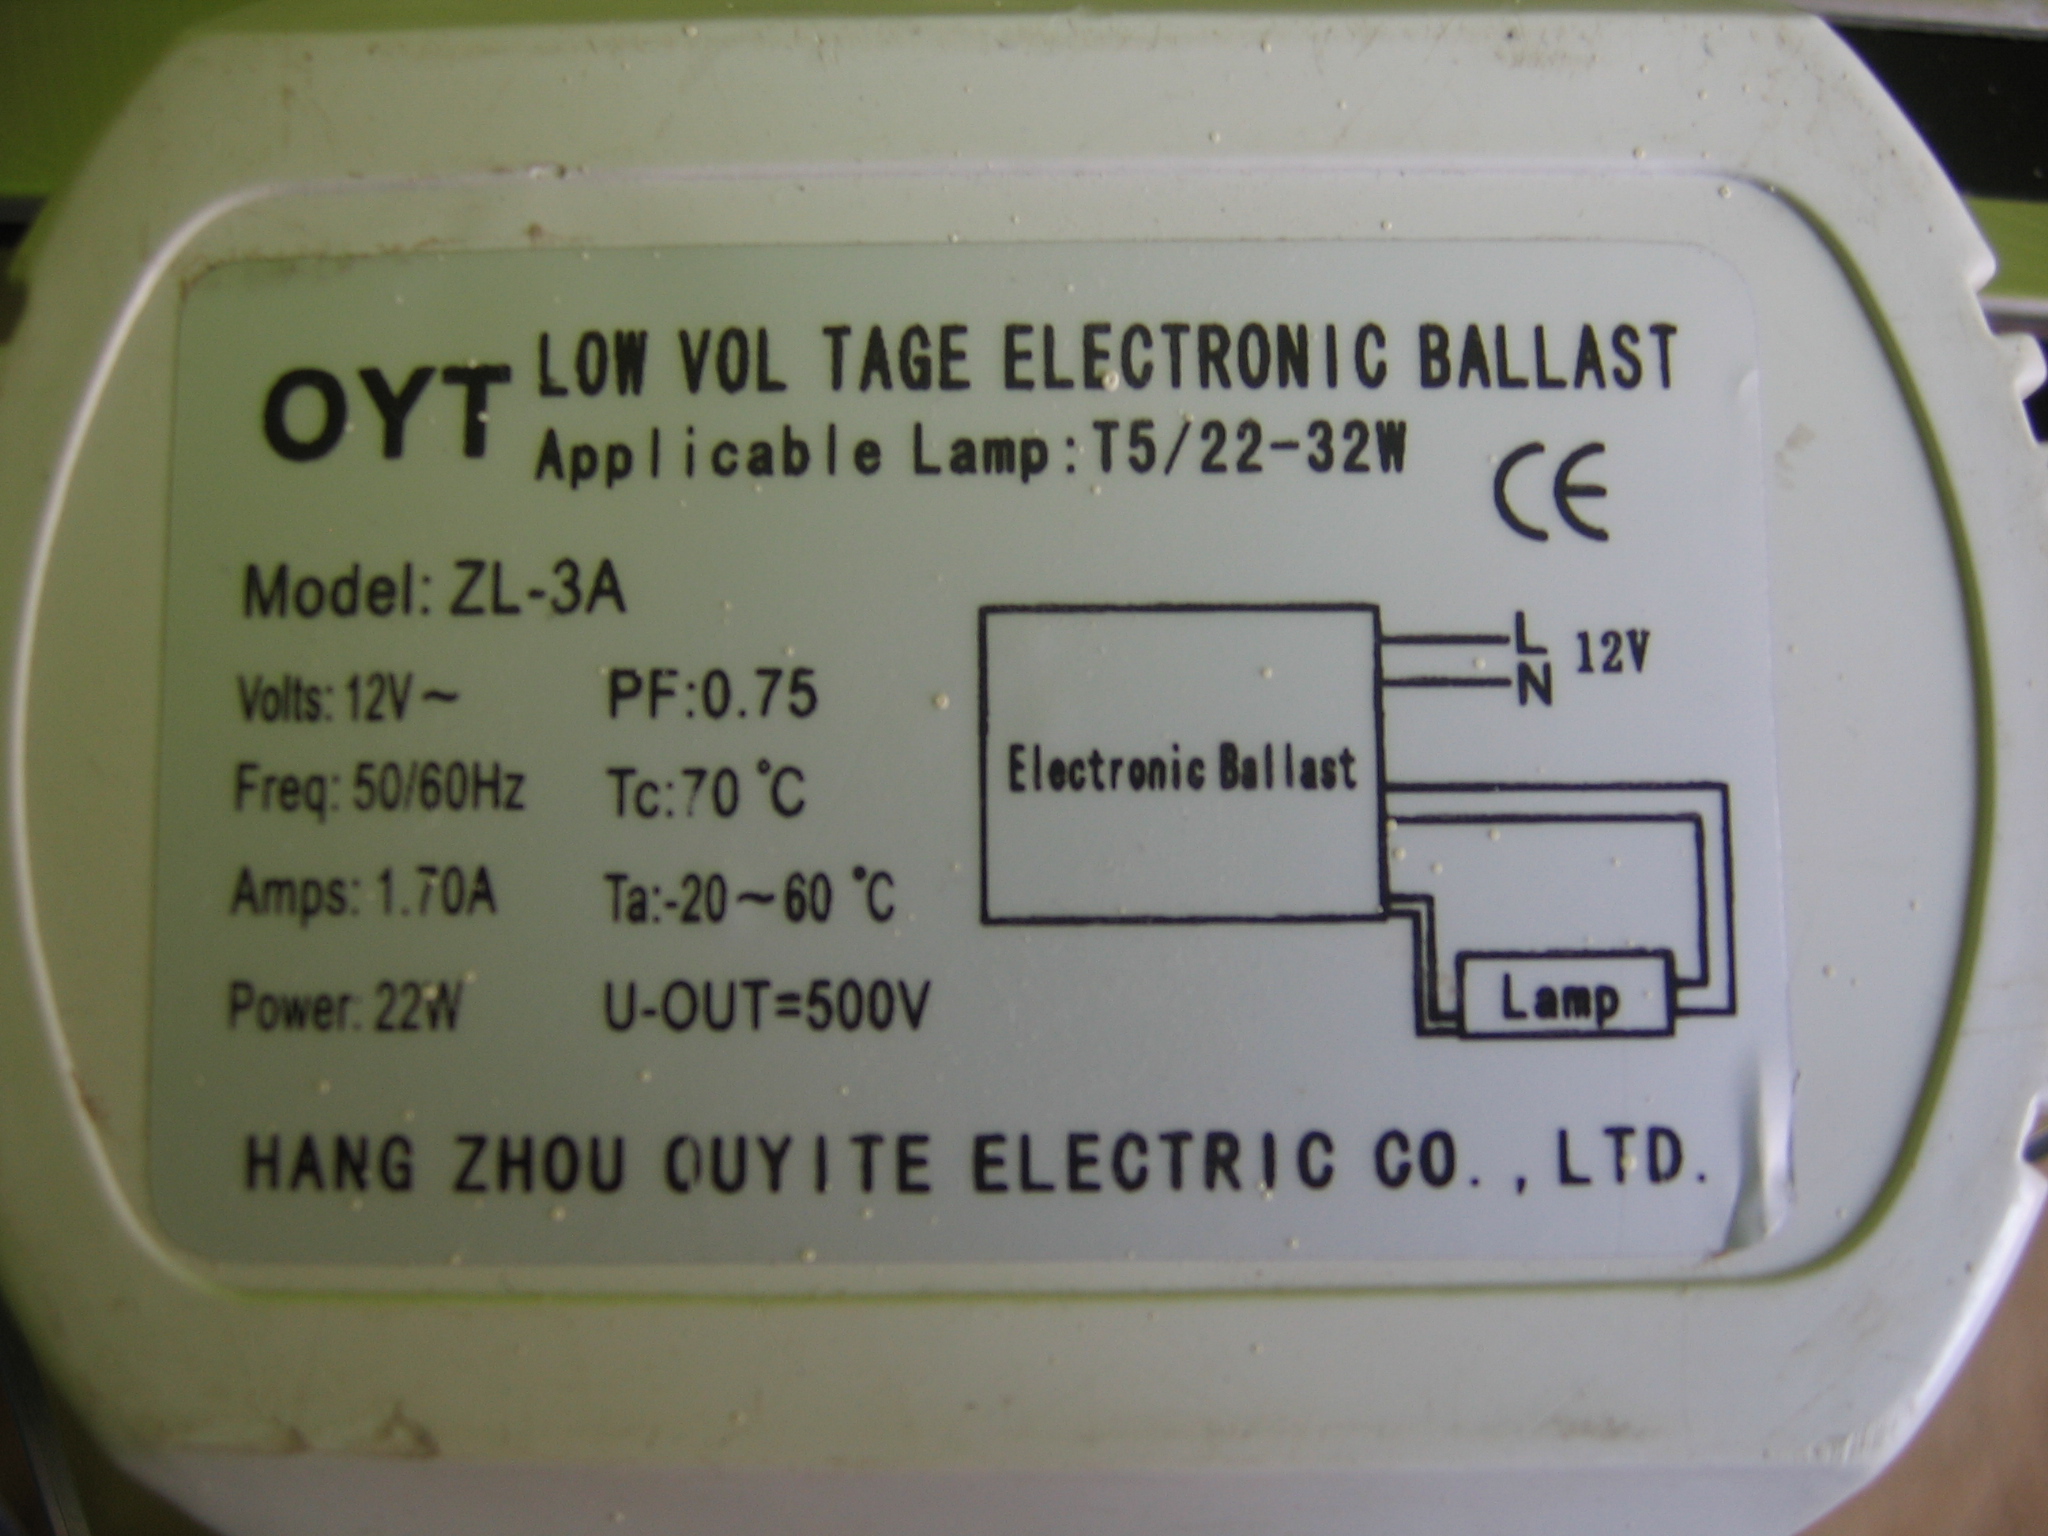 OYT LOW VOL TAGE ELECTRONIC BALLAST
Applicable Lamp:T5/22-32W
CE
Model: ZL-3A
Volts: 12V~ PF:0.75
Freq: 50/60Hz Tc:70 °C
Amps: 1.70A Ta:-20~60 °C
Power: 22W U-OUT=500V
L
N 12V
Electronic Ballast
Lamp
HANG ZHOU OUYITE ELECTRIC CO.,LTD.